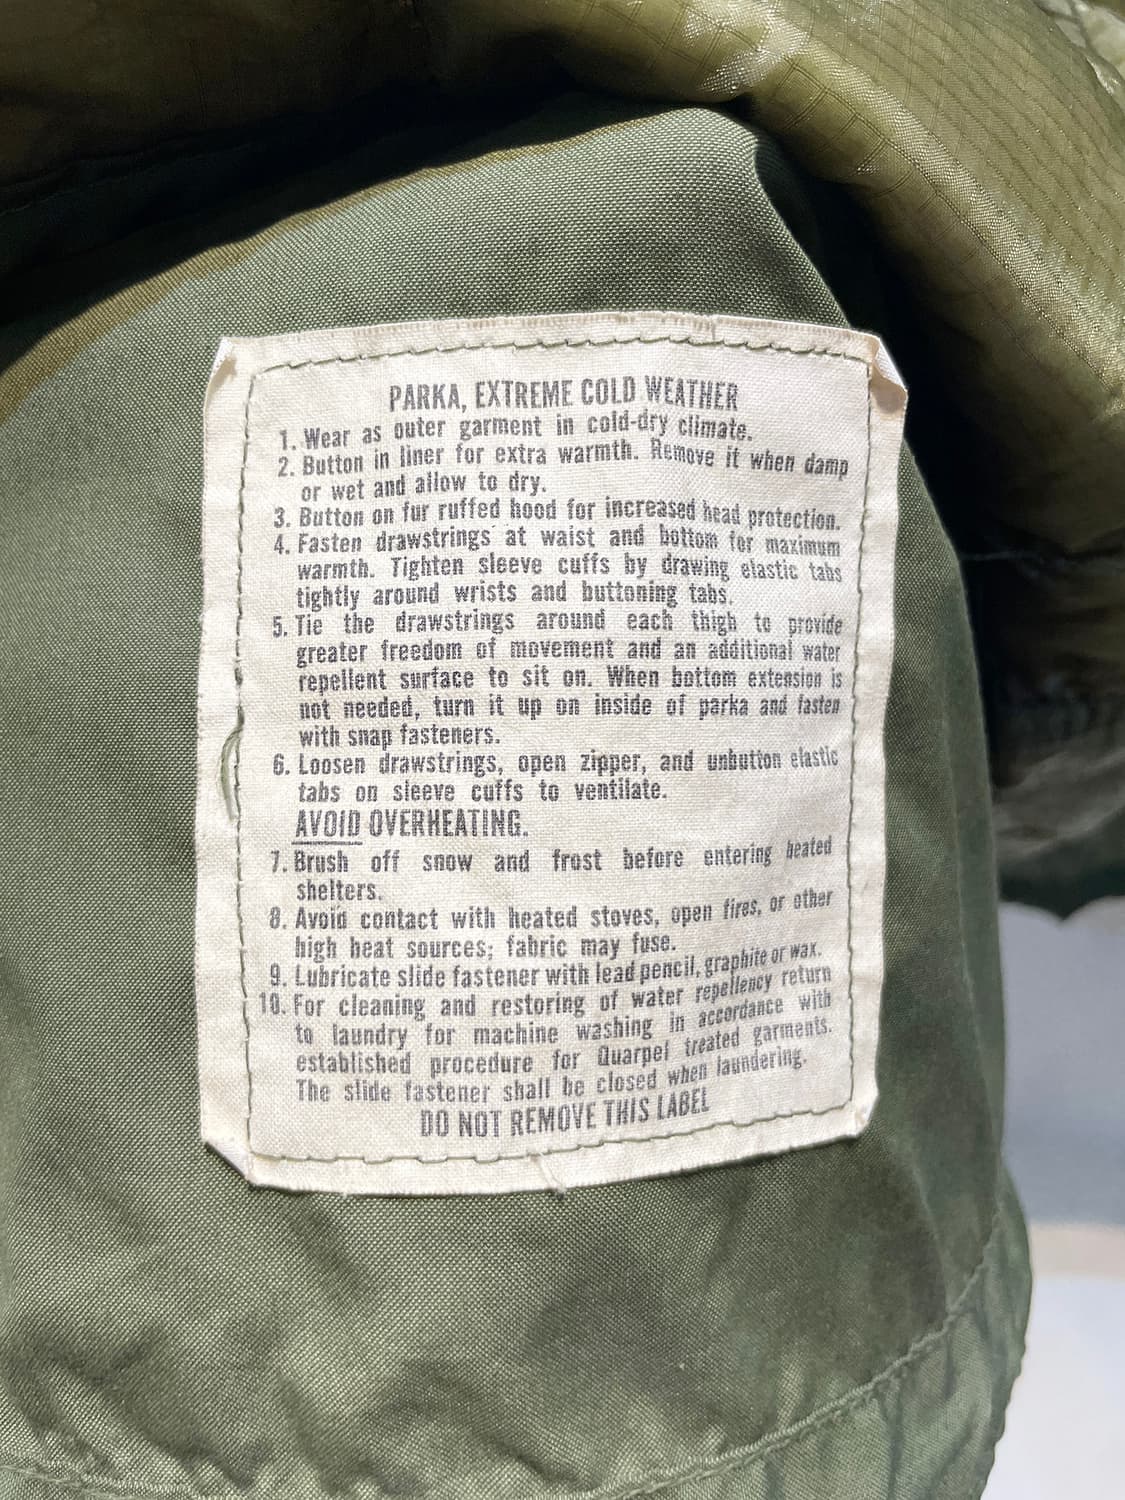 PARKA, EXTREME COLD WEATHER
1. Wear as outer garment in cold-dry climate.
2. Button in liner for extra warmth. Remove it when damp
or wet and allow to dry.
3. Button on fur ruffed hood for increased head protection.
4. Fasten drawstrings at waist and bottom for maximum
warmth. Tighten sleeve cuffs by drawing elastic tabs
tightly around wrists and buttoning tabs.
5. Tie the drawstrings around each thigh to provide
greater freedom of movement and an additional water
repellent surface to sit on. When bottom extension is
not needed, turn it up on inside of parka and fasten
with snap fasteners.
6. Loosen drawstrings, open zipper, and unbutton elastic
tabs on sleeve cuffs to ventilate.
AVOID OVERHEATING.
7. Brush off snow and frost before entering heated
shelters.
8. Avoid contact with heated stoves, open fires, or other
high heat sources; fabric may fuse.
9. Lubricate slide fastener with lead pencil, graphite or wax.
10. For cleaning and restoring of water repellency return
to laundry for machine washing in accordance with
established procedure for Quarpel treated garments.
The slide fastener shall be closed when laundering.
DO NOT REMOVE THIS LABEL